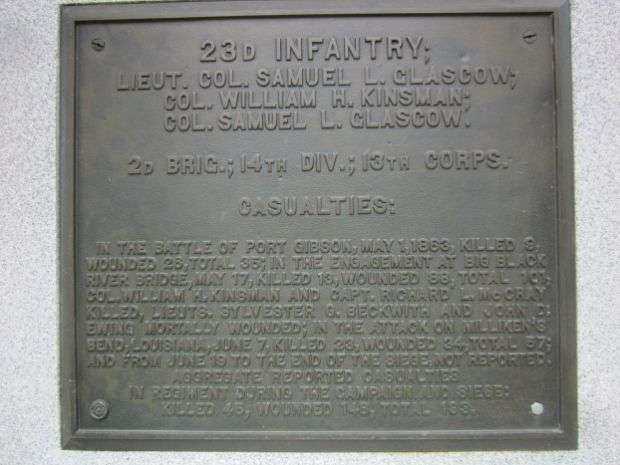 23D INFANTRY;
LIEUT. COL. SAMUEL L. GLASCOW;
COL. WILLIAM H. KINSMAN;
COL. SAMUEL L. GLASCOW.
2D BRIG.; 14TH DIV.; 13TH CORPS.
CASUALTIES:
IN THE BATTLE OF PORT GIBSON, MAY 1, 1863, KILLED 9,
WOUNDED 26, TOTAL 35; IN THE ENGAGEMENT AT BIG BLACK
RIVER BRIDGE, MAY 17, KILLED 13, WOUNDED 88, TOTAL 101,
COL. WILLIAM H. KINSMAN AND CAPT. RICHARD L. MCCRAY
KILLED, LIEUTS. SYLVESTER G. BECKWITH AND JOHN D.
EWING MORTALLY WOUNDED; IN THE ATTACK ON MILLIKEN'S
BEND, LOUISIANA, JUNE 7, KILLED 23, WOUNDED 34, TOTAL 57;
AND FROM JUNE 19 TO THE END OF THE SIEGE, NOT REPORTED.
AGGREGATE REPORTED CASUALTIES
IN REGIMENT DURING THE CAMPAIGN AND SIEGE:
KILLED 45, WOUNDED 148, TOTAL 193.